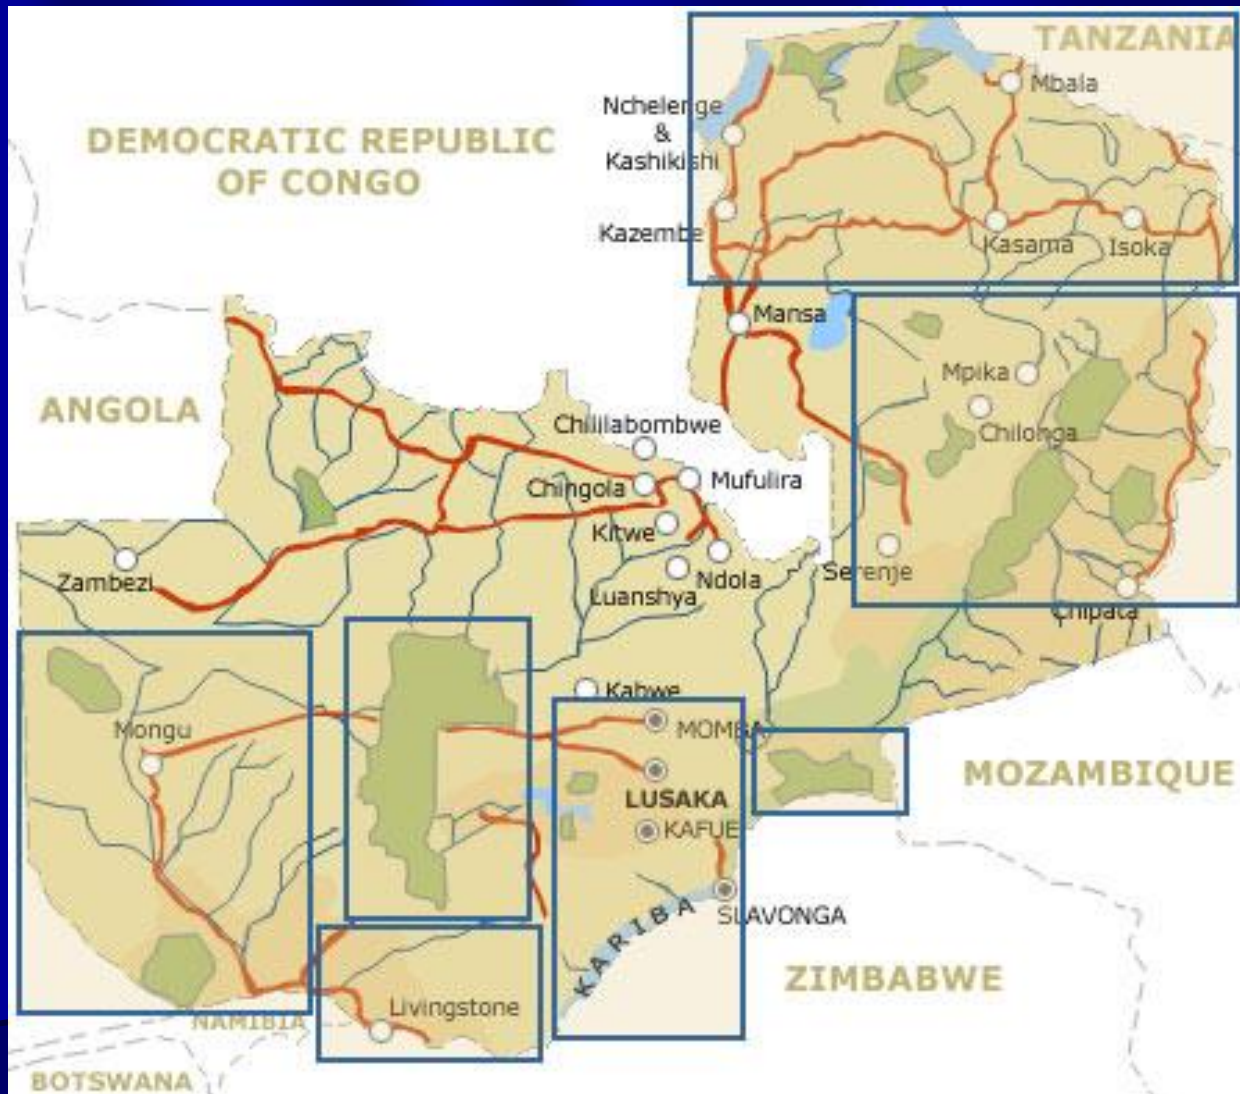 TANZANIA
Mbala
Nchelenge
&
Kashikishi
DEMOCRATIC REPUBLIC
OF CONGO
Kazembe
Kasama
Isoka
Mansa
Mpika
ANGOLA
Chilonga
Chililabombwe
Chingola
Mufulira
Kitwe
Serenje
Zambezi
Ndola
Luanshya
Chipata
Kabwe
Mongu
MOMBA
MOZAMBIQUE
LUSAKA
KAFUE
KARIBA
SLAVONGA
ZIMBABWE
Livingstone
NAMIBIA
BOTSWANA